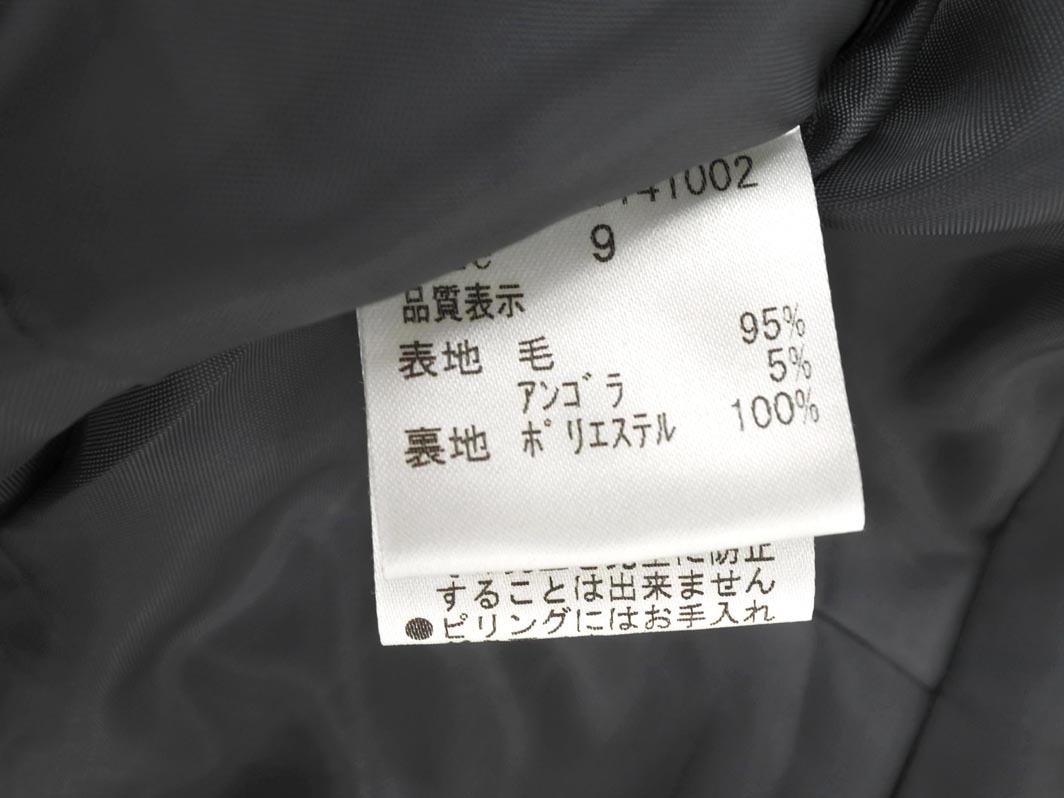 141002
9
品質表示
表地 毛 95%
アンゴラ 5%
裏地 ポリエステル 100%
することは出来ません
●ピリングにはお手入れ